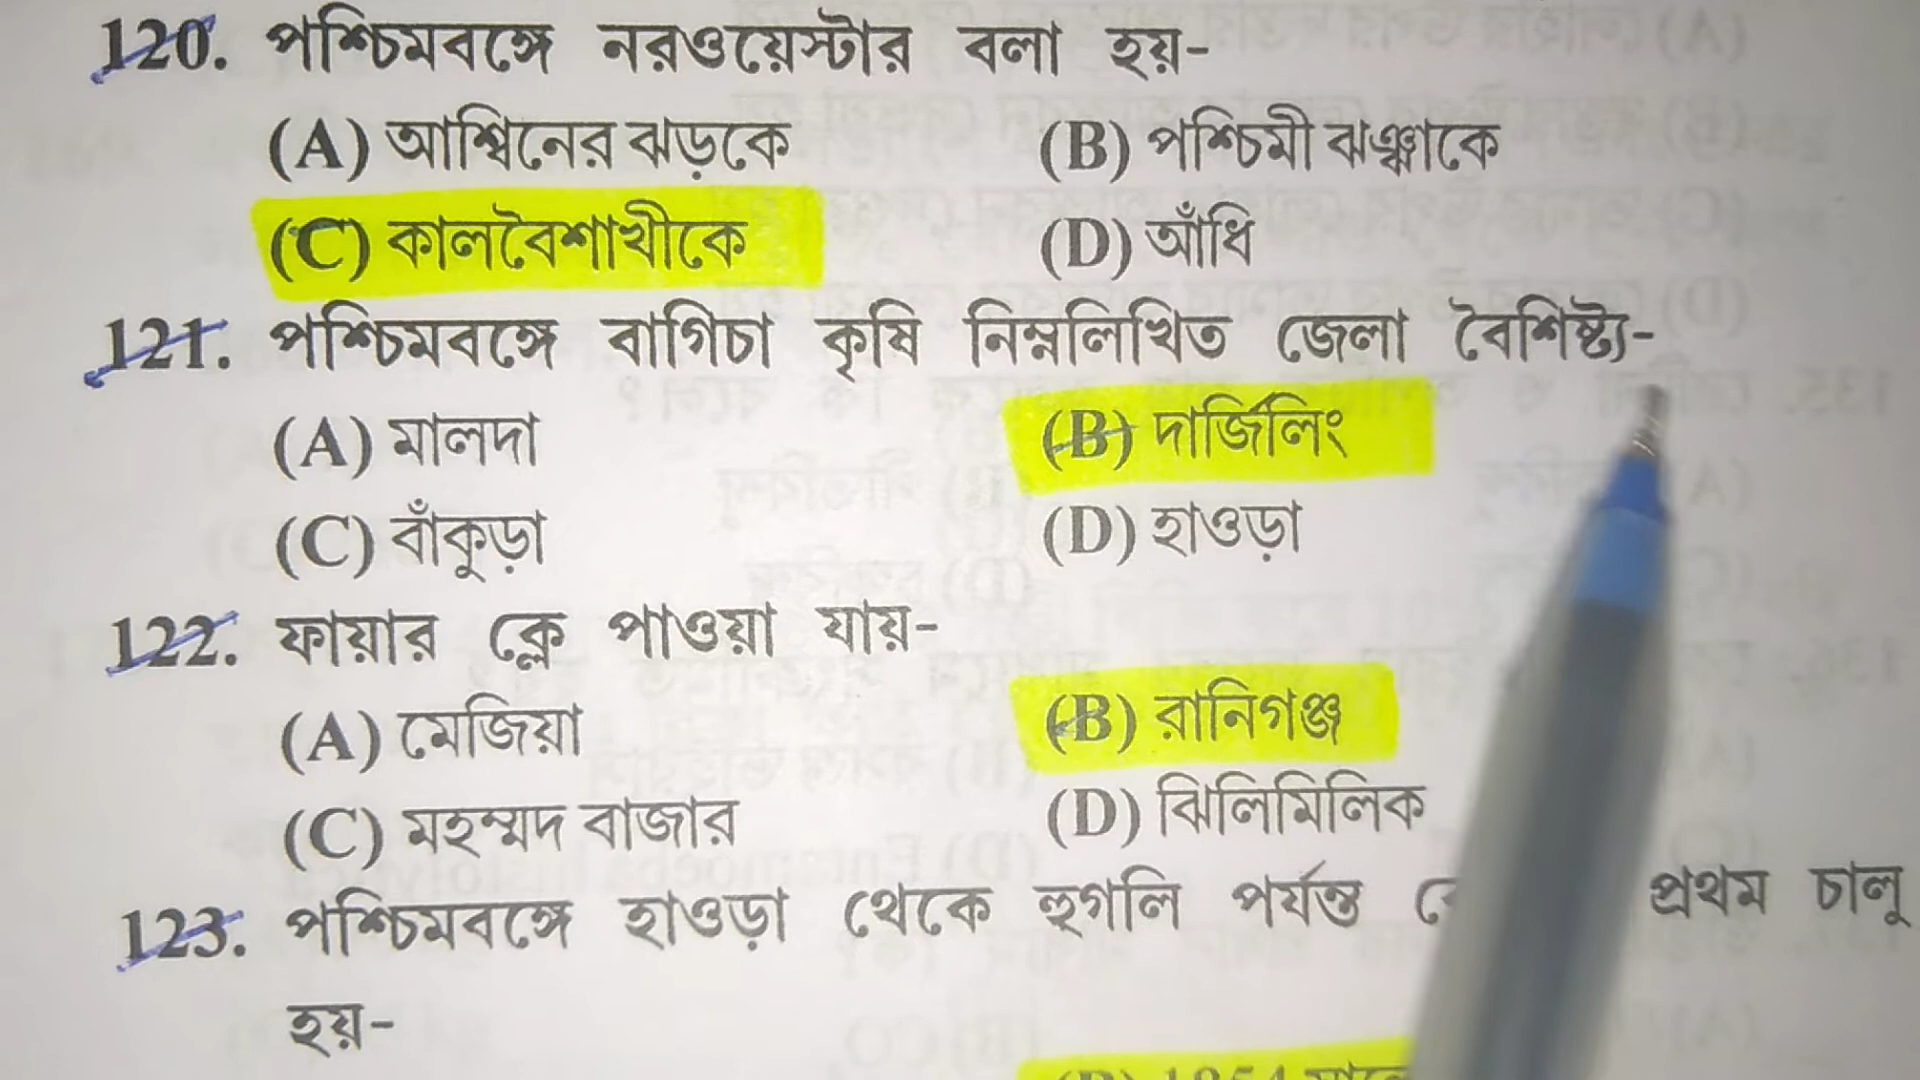 120. পশ্চিমবঙ্গে নরওয়েস্টার বলা হয়-
(A) আশ্বিনের ঝড়কে (B) পশ্চিমী ঝঞ্ঝাকে
(C) কালবৈশাখীকে (D) আঁধি
121. পশ্চিমবঙ্গে বাগিচা কৃষি নিম্নলিখিত জেলা বৈশিষ্ট্য-
(A) মালদা (B) দার্জিলিং
(C) বাঁকুড়া (D) হাওড়া
122. ফায়ার ক্লে পাওয়া যায়-
(A) মেজিয়া (B) রানিগঞ্জ
(C) মহম্মদ বাজার (D) ঝিলিমিলিক
123. পশ্চিমবঙ্গে হাওড়া থেকে হুগলি পর্যন্ত প্রথম চালু
হয়-
(B) 1854 সালে